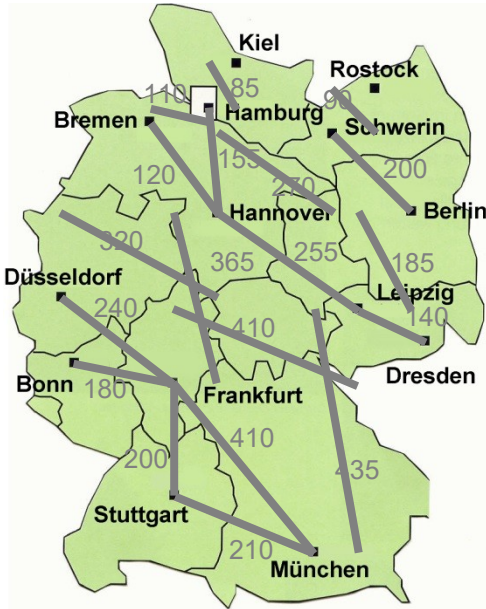 Kiel
Rostock
85
90
110
Hamburg
Bremen
Schwerin
155
120
200
270
Hannover
Berlin
320
365
255
185
Düsseldorf
Leipzig
240
410
140
Bonn
180
Frankfurt
Dresden
410
200
435
Stuttgart
210
München